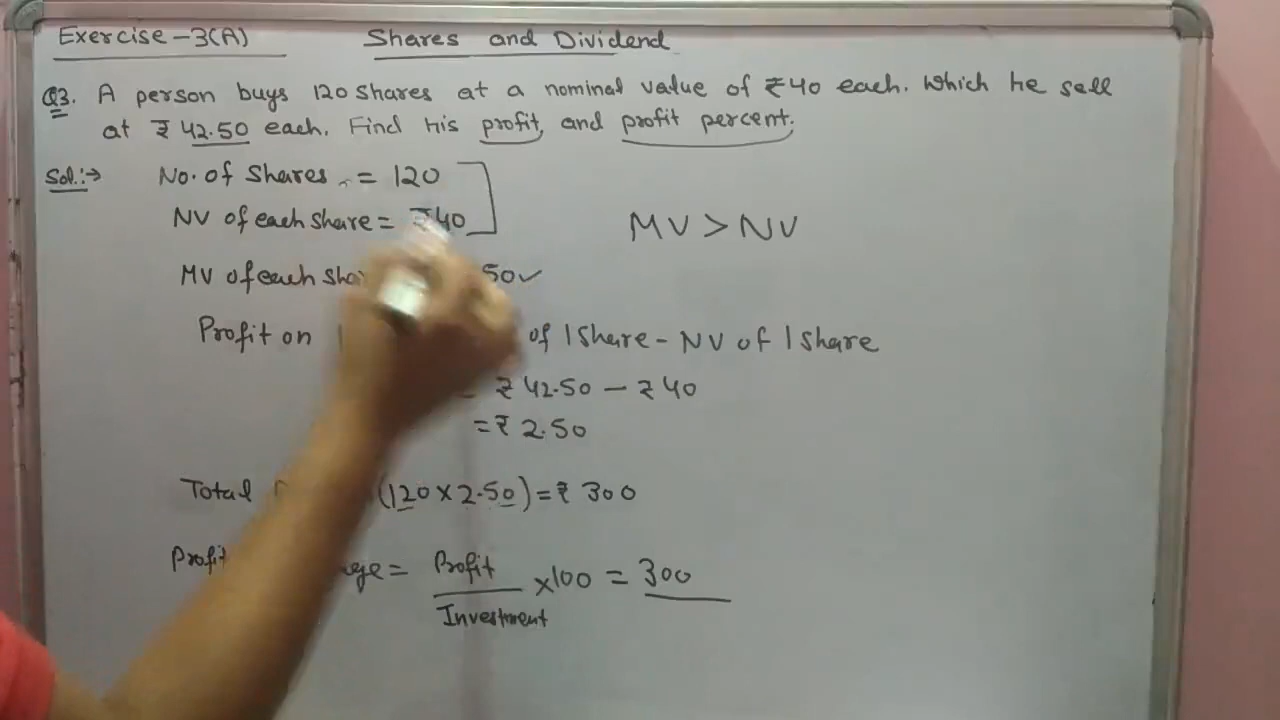 Exercise-3(A) Shares and Dividend
Q3. A person buys 120 shares at a nominal value of ₹40 each. Which he sell
at ₹ 42.50 each. Find his profit and profit percent.
Sol:→ No. of Shares = 120
NV of each share = ₹40
MV > NV
MV of each 50✓
Profit on of 1 Share - NV of 1 Share
= ₹ 42.50 - ₹ 40
= ₹ 2.50
Total (120 × 2.50) = ₹ 300
Profit = Profit / Investment ×100 = 300